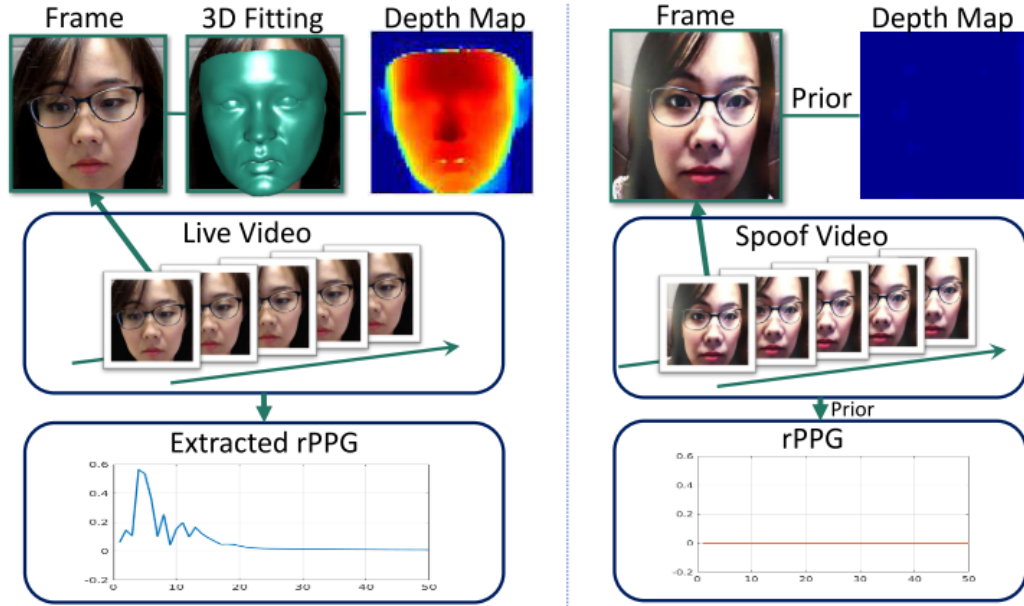 Frame
3D Fitting
Depth Map
Live Video
Extracted rPPG
0.6
0.4
0.2
0
-0.2
0
10
20
30
40
50
Frame
Depth Map
Prior
Spoof Video
Prior
rPPG
0.6
0.4
0.2
0
-0.2
0
10
20
30
40
50